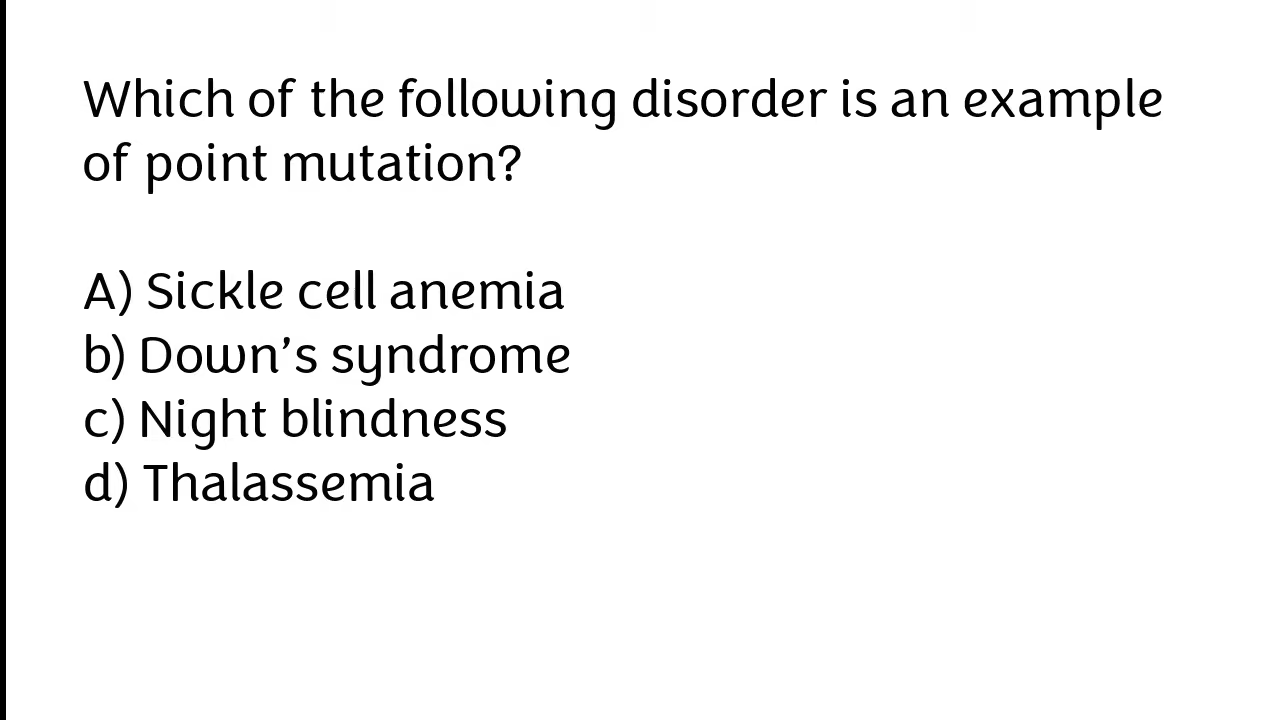 Which of the following disorder is an example
of point mutation?
A) Sickle cell anemia
b) Down’s syndrome
c) Night blindness
d) Thalassemia